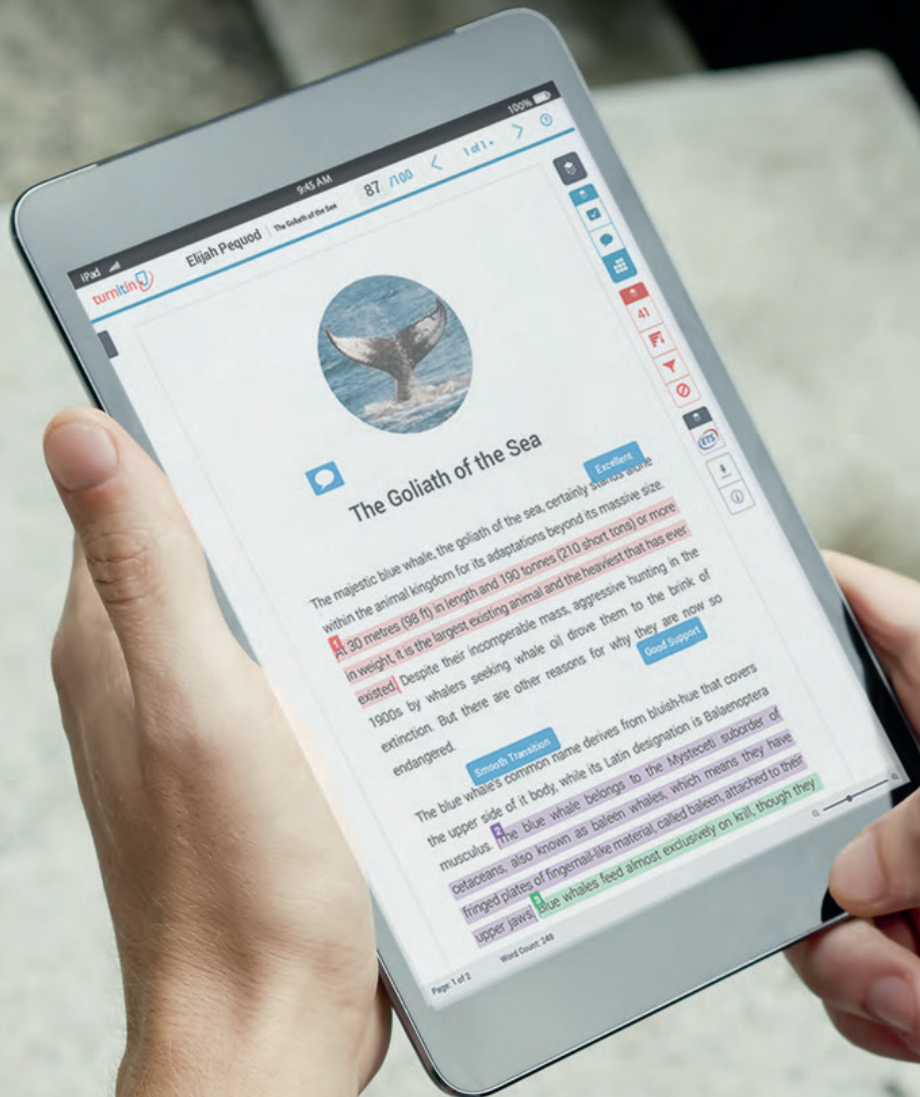 iPad 9:45 AM 100%
turnitin Elijah Pequod The Goliath of the Sea 87 /100 1 of 1
41
ETS
The Goliath of the Sea
Excellent
The majestic blue whale, the goliath of the sea, certainly stands alone
within the animal kingdom for its adaptations beyond its massive size.
1 At 30 metres (98 ft) in length and 190 tonnes (210 short tons) or more
in weight, it is the largest existing animal and the heaviest that has ever
existed. Despite their incomperable mass, aggressive hunting in the
1900s by whalers seeking whale oil drove them to the brink of
extinction. But there are other reasons for why they are now so
endangered.
Good Support
Smooth Transition
The blue whale's common name derives from bluish-hue that covers
the upper side of it body, while its Latin designation is Balaenoptera
musculus. 2 The blue whale belongs to the Mysteceti suborder of
cetaceans, also known as baleen whales, which means they have
fringed plates of fingernail-like material, called baleen, attached to their
upper jaws. 3 Blue whales feed almost exclusively on krill, though they
Page: 1 of 2 Word Count: 248